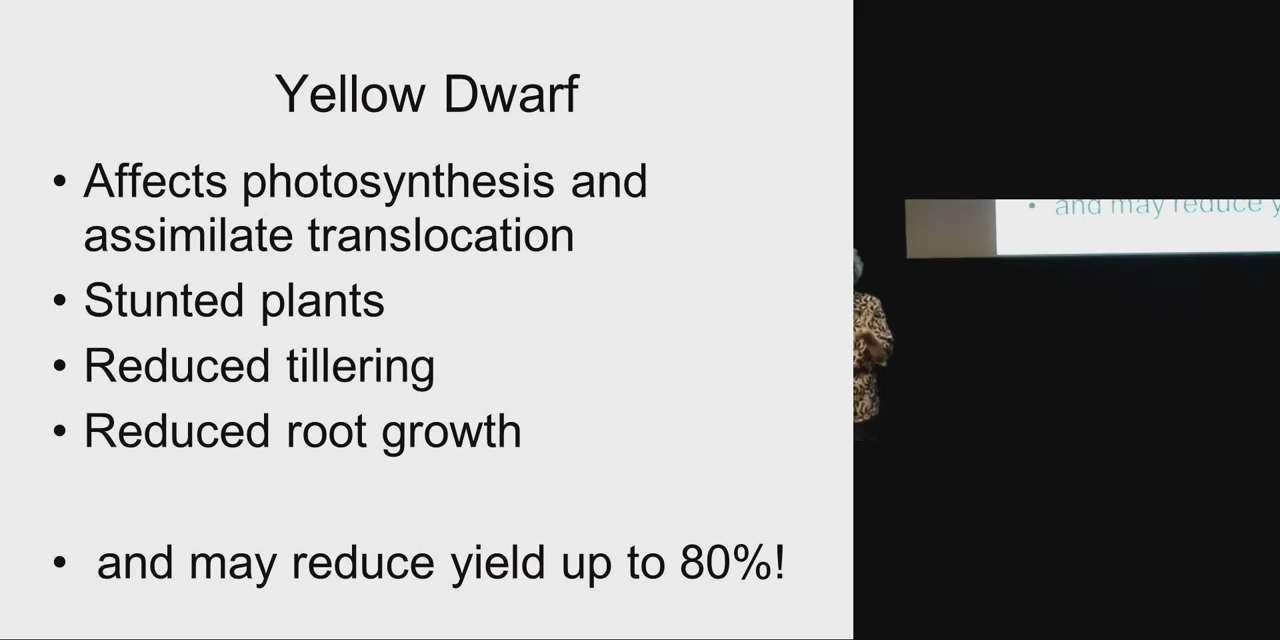 Yellow Dwarf
• Affects photosynthesis and
assimilate translocation
• Stunted plants
• Reduced tillering
• Reduced root growth
• and may reduce yield up to 80%!
• and may reduce y